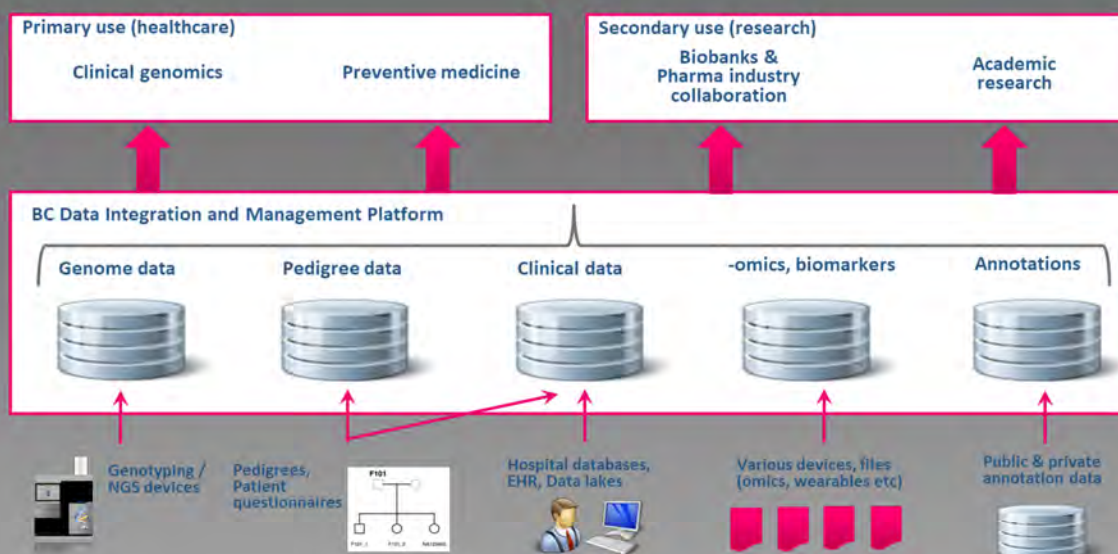 Primary use (healthcare)
Clinical genomics
Preventive medicine
Secondary use (research)
Biobanks &
Pharma industry
collaboration
Academic
research
BC Data Integration and Management Platform
Genome data
Pedigree data
Clinical data
-omics, biomarkers
Annotations
Genotyping /
NGS devices
Pedigrees,
Patient
questionnaires
F101
Hospital databases,
EHR, Data lakes
Various devices, files
(omics, wearables etc)
Public & private
annotation data